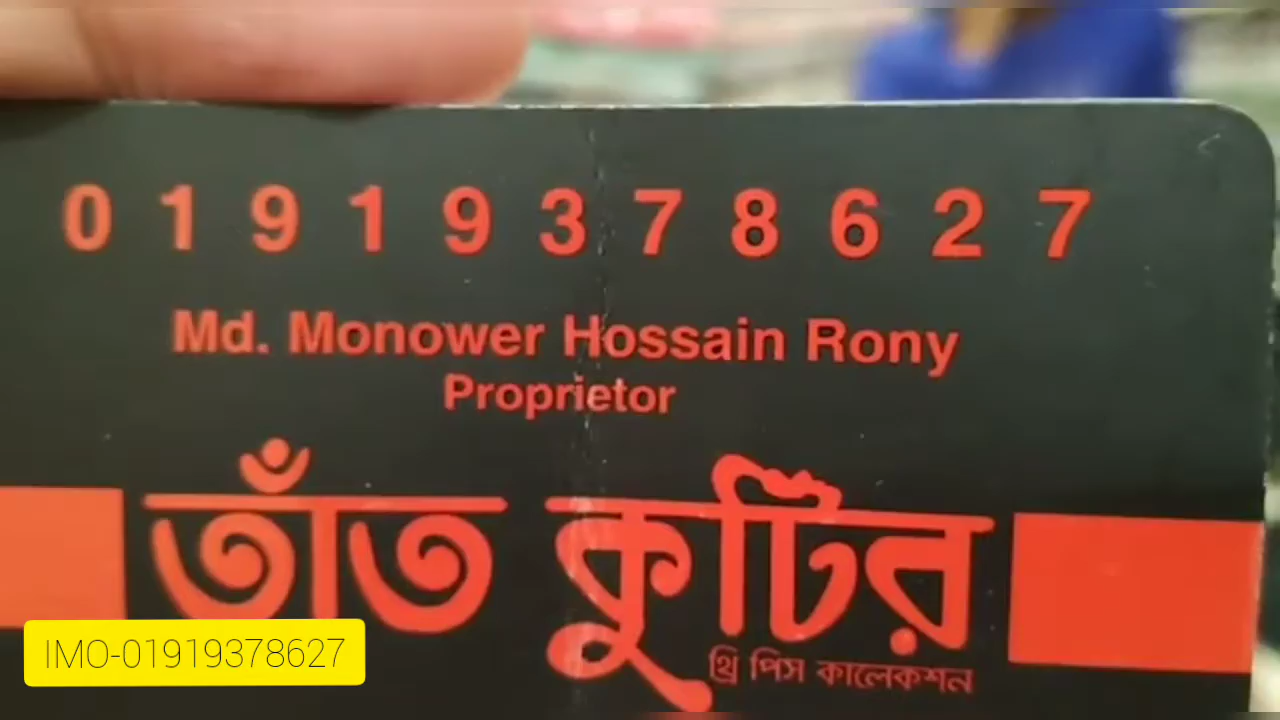 0 1 9 1 9 3 7 8 6 2 7
Md. Monower Hossain Rony
Proprietor
তাঁত কুটির
থ্রি পিস কালেকশন
IMO-01919378627